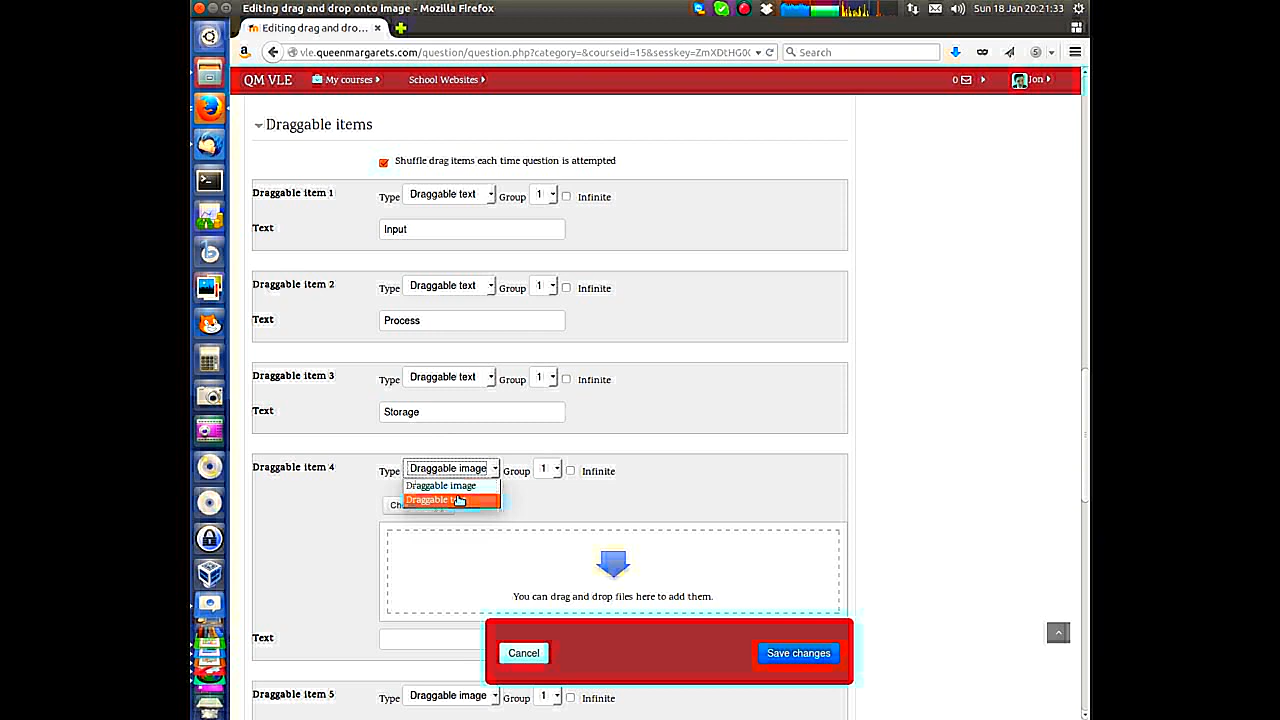 Editing drag and drop onto image - Mozilla Firefox
Sun 18 Jan 20:21:33
Editing drag and dro...
vle.queenmargarets.com/question/question.php?category=&courseid=15&sesskey=ZmXDtHG0
Search
QM VLE My courses School Websites 0 Jon
Draggable items
Shuffle drag items each time question is attempted
Draggable item 1 Type Draggable text Group 1 Infinite
Text Input
Draggable item 2 Type Draggable text Group 1 Infinite
Text Process
Draggable item 3 Type Draggable text Group 1 Infinite
Text Storage
Draggable item 4 Type Draggable image Group 1 Infinite
Draggable image
Draggable
You can drag and drop files here to add them.
Text
Cancel Save changes
Draggable item 5 Type Draggable image Group 1 Infinite